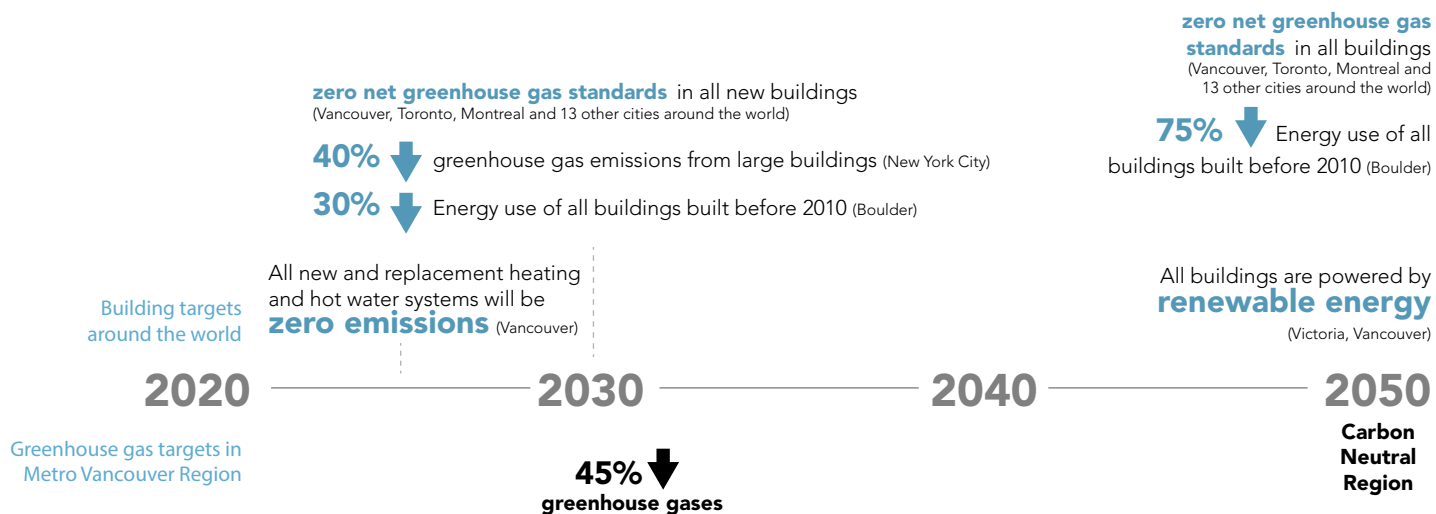 zero net greenhouse gas
standards in all buildings
(Vancouver, Toronto, Montreal and
13 other cities around the world)
75% Energy use of all
buildings built before 2010 (Boulder)
zero net greenhouse gas standards in all new buildings
(Vancouver, Toronto, Montreal and 13 other cities around the world)
40% greenhouse gas emissions from large buildings (New York City)
30% Energy use of all buildings built before 2010 (Boulder)
All new and replacement heating
and hot water systems will be
zero emissions (Vancouver)
All buildings are powered by
renewable energy
(Victoria, Vancouver)
Building targets
around the world
2020 2030 2040 2050
Greenhouse gas targets in
Metro Vancouver Region
45%
greenhouse gases
Carbon
Neutral
Region